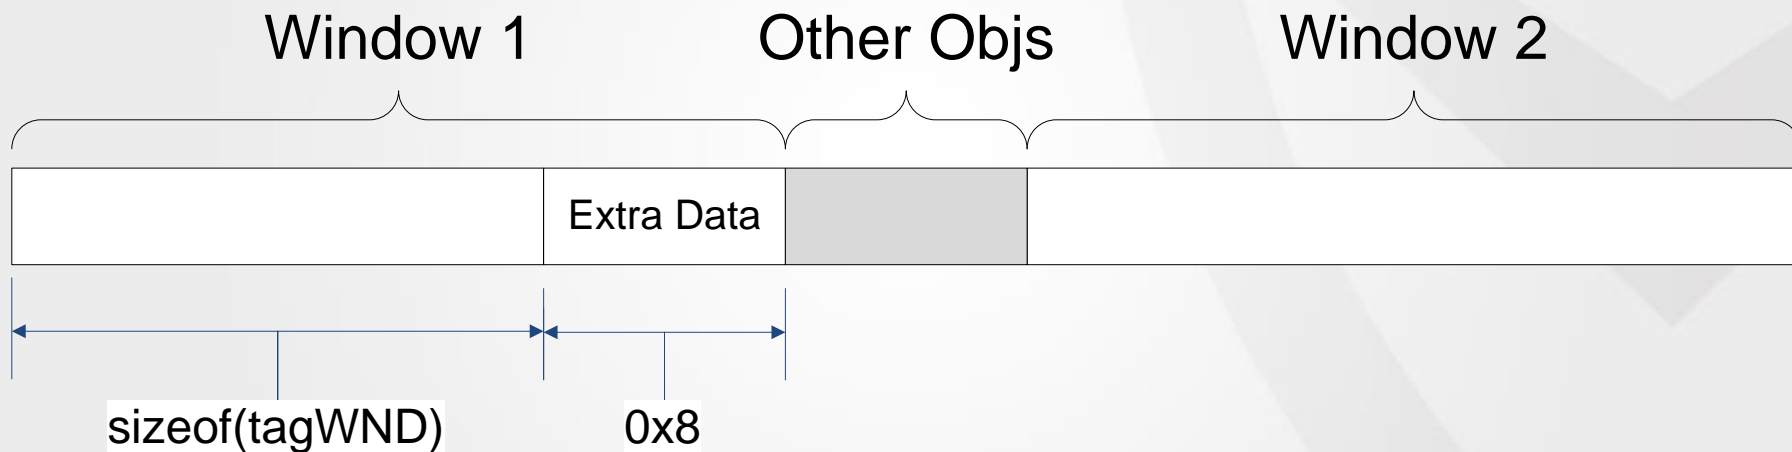 Window 1
Other Objs
Window 2
Extra Data
sizeof(tagWND)
0x8